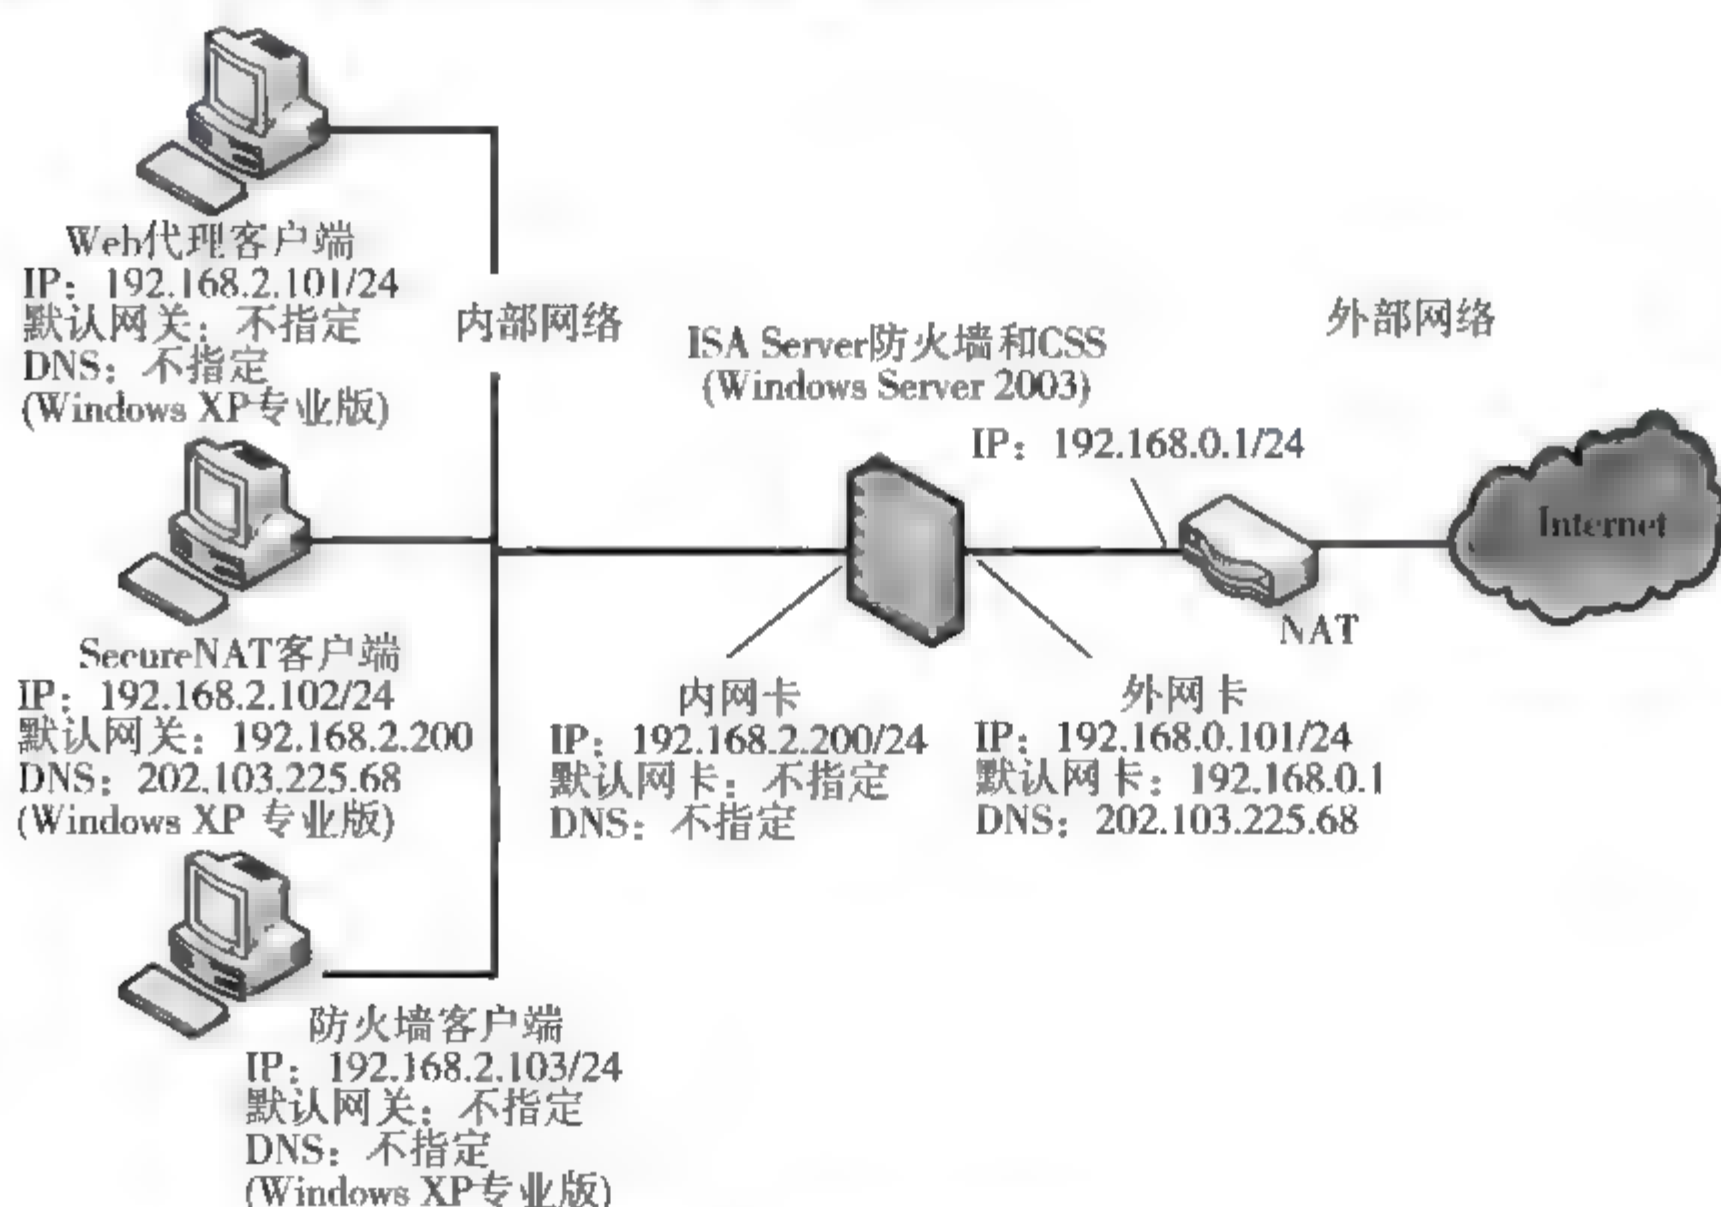 Web代理客户端
IP：192.168.2.101/24
默认网关：不指定
DNS：不指定
(Windows XP专业版)
内部网络
ISA Server防火墙和CSS
(Windows Server 2003)
外部网络
IP：192.168.0.1/24
Internet
NAT
SecureNAT客户端
IP：192.168.2.102/24
默认网关：192.168.2.200
DNS：202.103.225.68
(Windows XP 专业版)
内网卡
IP：192.168.2.200/24
默认网卡：不指定
DNS：不指定
外网卡
IP：192.168.0.101/24
默认网卡：192.168.0.1
DNS：202.103.225.68
防火墙客户端
IP：192.168.2.103/24
默认网关：不指定
DNS：不指定
(Windows XP专业版)